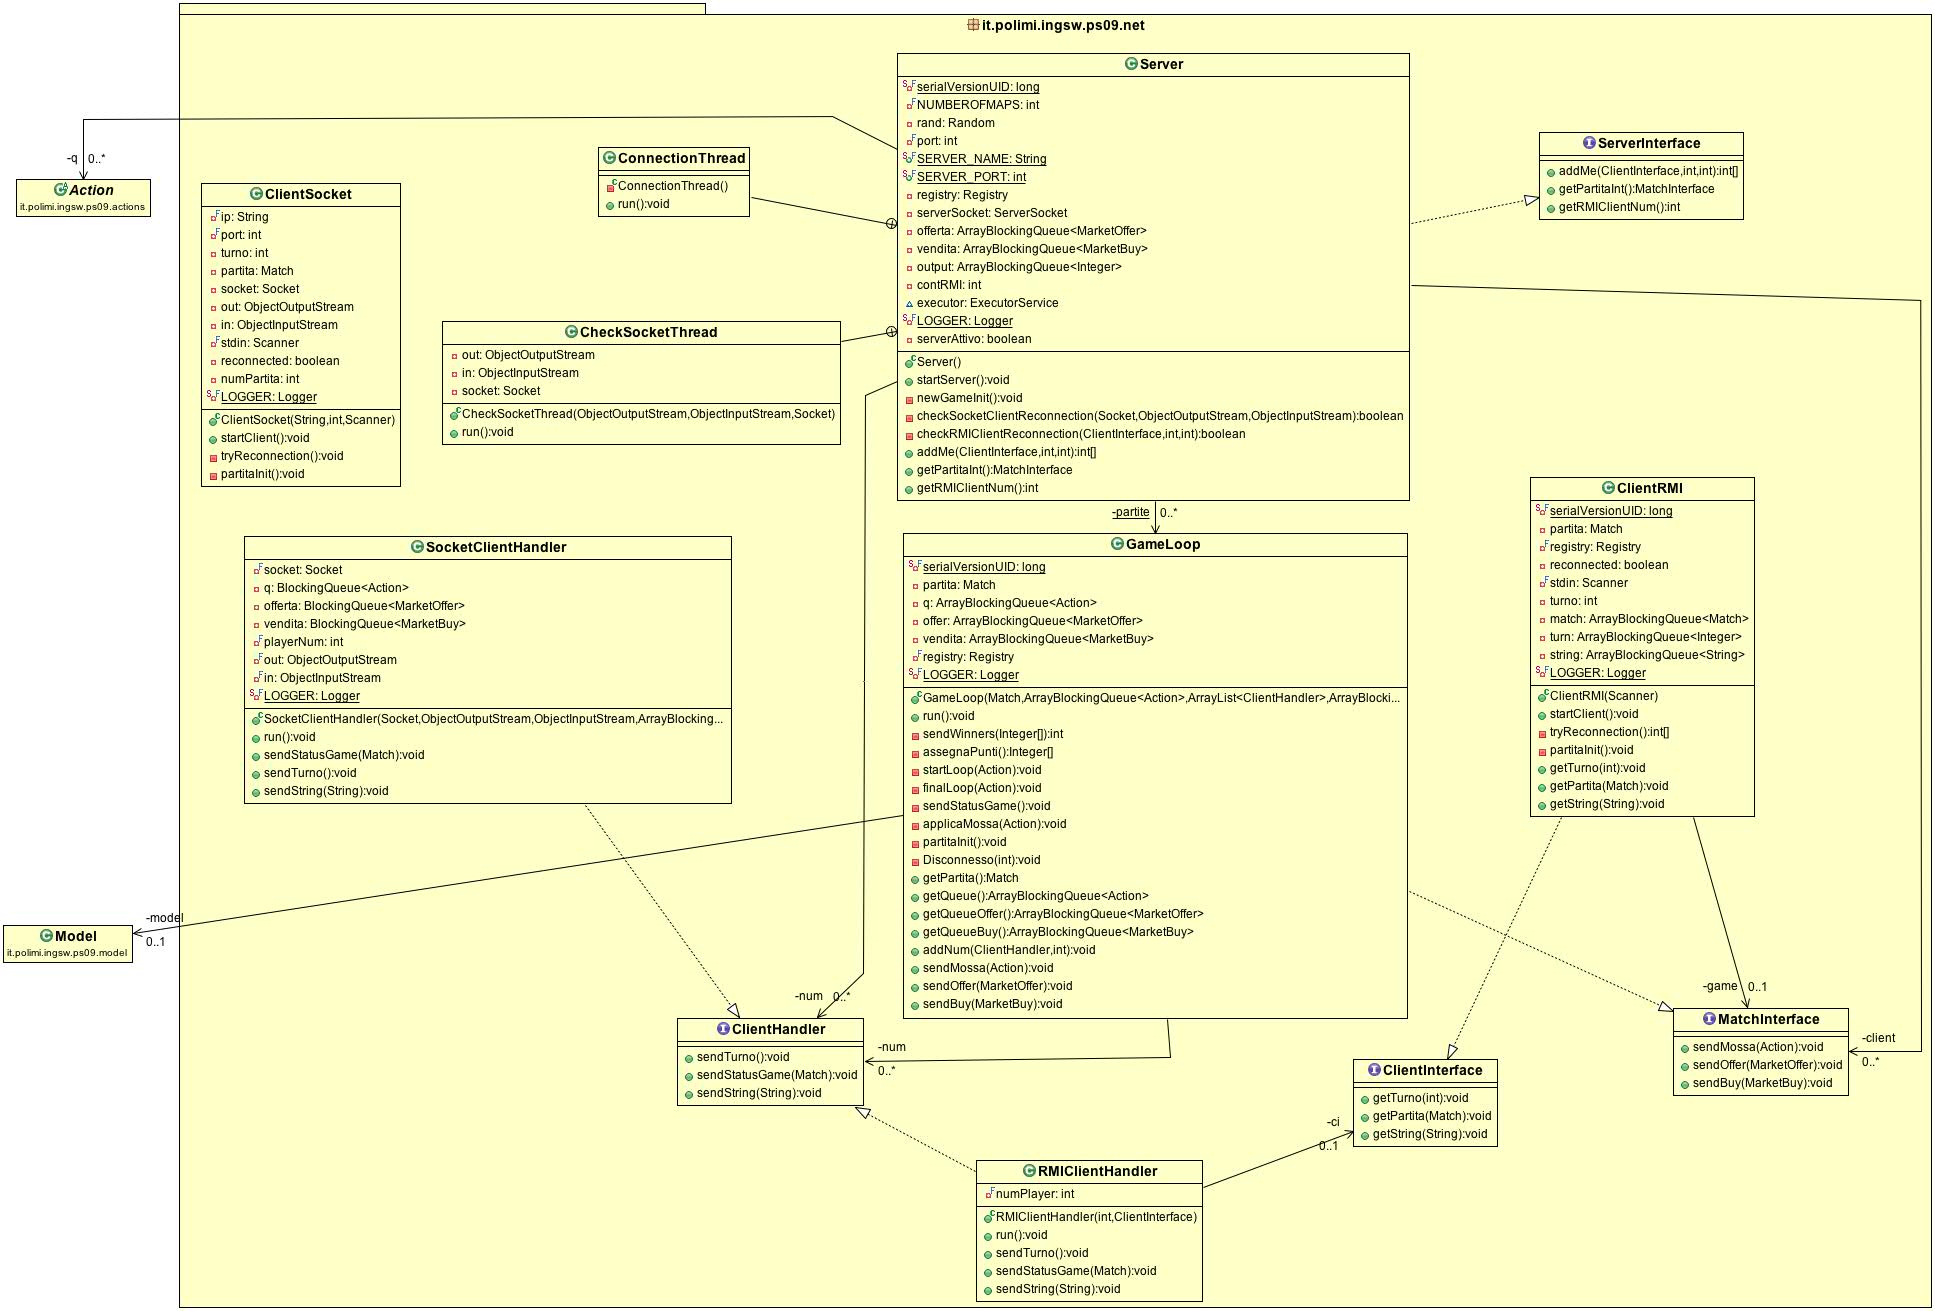 it.polimi.ingsw.ps09.net
Server
serialVersionUID: long
NUMBEROFMAPS: int
rand: Random
port: int
SERVER_NAME: String
SERVER_PORT: int
registry: Registry
serverSocket: ServerSocket
offerta: ArrayBlockingQueue<MarketOffer>
vendita: ArrayBlockingQueue<MarketBuy>
output: ArrayBlockingQueue<Integer>
contRMI: int
executor: ExecutorService
LOGGER: Logger
serverAttivo: boolean
Server()
startServer():void
newGameInit():void
checkSocketClientReconnection(Socket,ObjectOutputStream,ObjectInputStream):boolean
checkRMIClientReconnection(ClientInterface,int,int):boolean
addMe(ClientInterface,int,int):int[]
getPartitaInt():MatchInterface
getRMIClientNum():int
ServerInterface
addMe(ClientInterface,int,int):int[]
getPartitaInt():MatchInterface
getRMIClientNum():int
ConnectionThread
ConnectionThread()
run():void
-q 0..*
Action
it.polimi.ingsw.ps09.actions
ClientSocket
ip: String
port: int
turno: int
partita: Match
socket: Socket
out: ObjectOutputStream
in: ObjectInputStream
stdin: Scanner
reconnected: boolean
numPartita: int
LOGGER: Logger
ClientSocket(String,int,Scanner)
startClient():void
tryReconnection():void
partitaInit():void
CheckSocketThread
out: ObjectOutputStream
in: ObjectInputStream
socket: Socket
CheckSocketThread(ObjectOutputStream,ObjectInputStream,Socket)
run():void
-partite 0..*
ClientRMI
serialVersionUID: long
partita: Match
registry: Registry
reconnected: boolean
stdin: Scanner
turno: int
match: ArrayBlockingQueue<Match>
turn: ArrayBlockingQueue<Integer>
string: ArrayBlockingQueue<String>
LOGGER: Logger
ClientRMI(Scanner)
startClient():void
tryReconnection():int[]
partitaInit():void
getTurno(int):void
getPartita(Match):void
getString(String):void
SocketClientHandler
socket: Socket
q: BlockingQueue<Action>
offerta: BlockingQueue<MarketOffer>
vendita: BlockingQueue<MarketBuy>
playerNum: int
out: ObjectOutputStream
in: ObjectInputStream
LOGGER: Logger
SocketClientHandler(Socket,ObjectOutputStream,ObjectInputStream,ArrayBlocking...
run():void
sendStatusGame(Match):void
sendTurno():void
sendString(String):void
GameLoop
serialVersionUID: long
partita: Match
q: ArrayBlockingQueue<Action>
offer: ArrayBlockingQueue<MarketOffer>
vendita: ArrayBlockingQueue<MarketBuy>
registry: Registry
LOGGER: Logger
GameLoop(Match,ArrayBlockingQueue<Action>,ArrayList<ClientHandler>,ArrayBlocki...
run():void
sendWinners(Integer[]):int
assegnaPunti():Integer[]
startLoop(Action):void
finalLoop(Action):void
sendStatusGame():void
applicaMossa(Action):void
partitaInit():void
Disconnesso(int):void
getPartita():Match
getQueue():ArrayBlockingQueue<Action>
getQueueOffer():ArrayBlockingQueue<MarketOffer>
getQueueBuy():ArrayBlockingQueue<MarketBuy>
addNum(ClientHandler,int):void
sendMossa(Action):void
sendOffer(MarketOffer):void
sendBuy(MarketBuy):void
-model
0..1
Model
it.polimi.ingsw.ps09.model
-num 0..*
ClientHandler
sendTurno():void
sendStatusGame(Match):void
sendString(String):void
-num
0..*
-game 0..1
MatchInterface
sendMossa(Action):void
sendOffer(MarketOffer):void
sendBuy(MarketBuy):void
-client
0..*
ClientInterface
getTurno(int):void
getPartita(Match):void
getString(String):void
-ci
0..1
RMIClientHandler
numPlayer: int
RMIClientHandler(int,ClientInterface)
run():void
sendTurno():void
sendStatusGame(Match):void
sendString(String):void